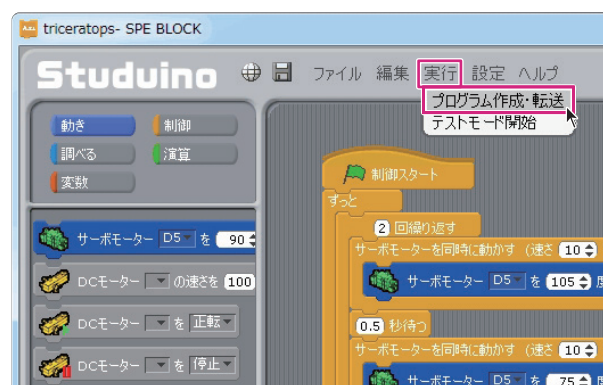 triceratops- SPE BLOCK
Studuino ファイル 編集 実行 設定 ヘルプ
プログラム作成・転送
テストモード開始
動き 制御
調べる 演算
変数
サーボモーター D5 を 90
DCモーター の速さを 100
DCモーター を 正転
DCモーター を 停止
制御スタート
ずっと
2 回繰り返す
サーボモーターを同時に動かす (速さ 10
サーボモーター D5 を 105 度
0.5 秒待つ
サーボモーターを同時に動かす (速さ 10
サーボモーター D5 を 75 度